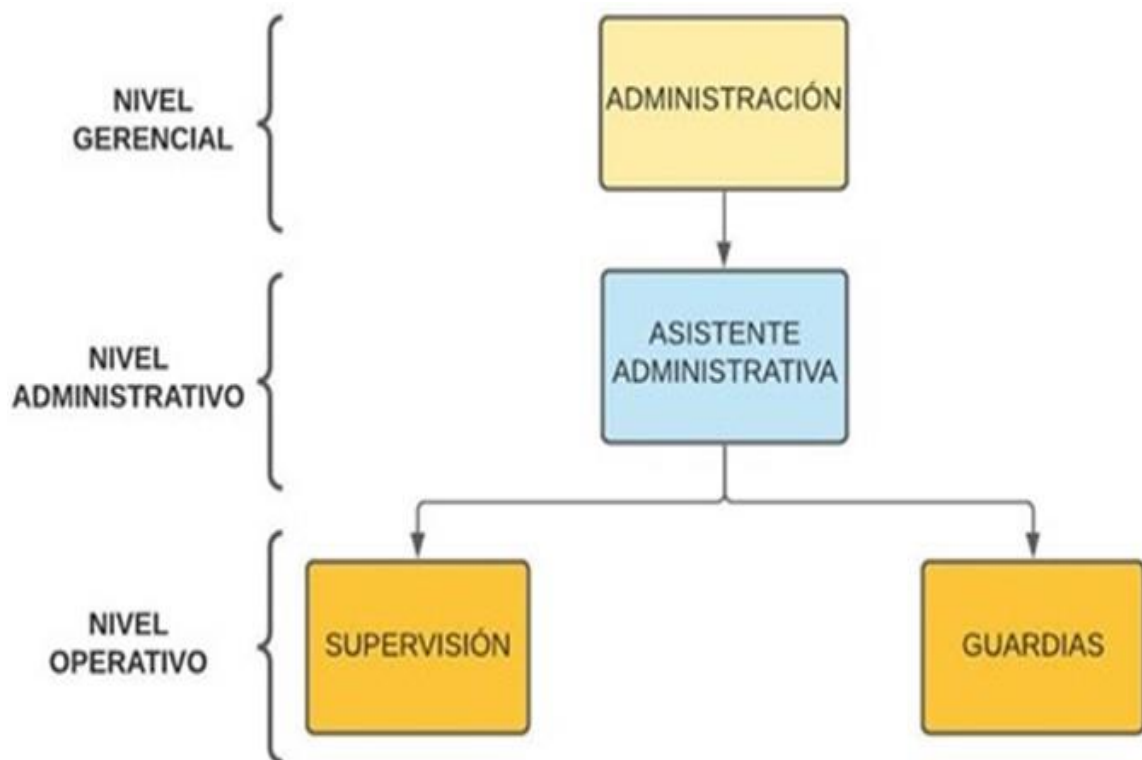 NIVEL
GERENCIAL
ADMINISTRACIÓN
NIVEL
ADMINISTRATIVO
ASISTENTE
ADMINISTRATIVA
NIVEL
OPERATIVO
SUPERVISIÓN
GUARDIAS